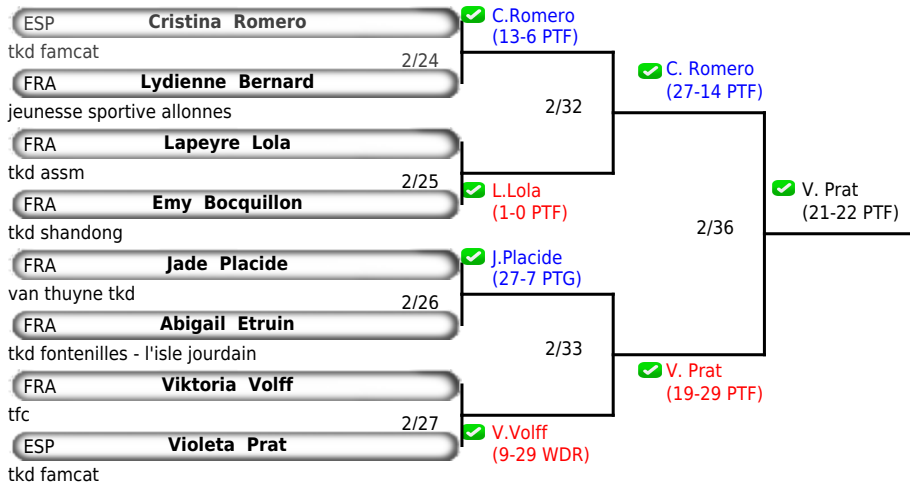 ESP Cristina Romero
tkd famcat
2/24
FRA Lydienne Bernard
jeunesse sportive allonnes
C.Romero
(13-6 PTF)
FRA Lapeyre Lola
tkd assm
2/25
FRA Emy Bocquillon
tkd shandong
L.Lola
(1-0 PTF)
2/32
C. Romero
(27-14 PTF)
FRA Jade Placide
van thuyne tkd
2/26
FRA Abigail Etruin
tkd fontenilles - l'isle jourdain
J.Placide
(27-7 PTG)
FRA Viktoria Volff
tfc
2/27
ESP Violeta Prat
tkd famcat
V.Volff
(9-29 WDR)
2/33
V. Prat
(19-29 PTF)
2/36
V. Prat
(21-22 PTF)